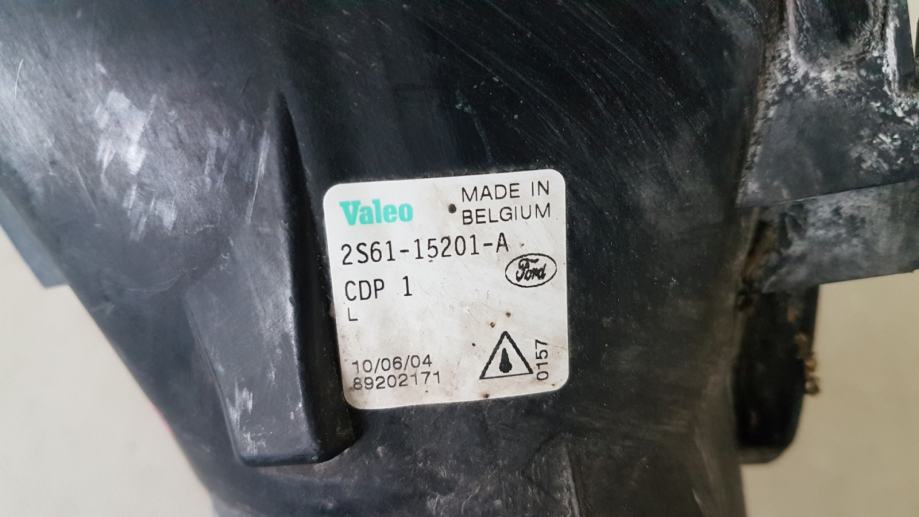 Valeo
MADE IN
BELGIUM
2S61-15201-A
Ford
CDP 1
L
10/06/04
89202171
0157